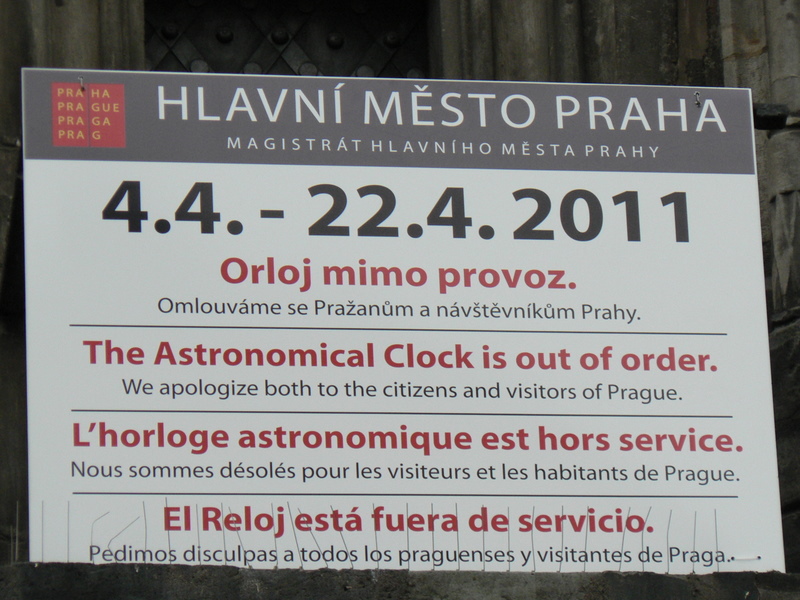 PRAHA
PRAGUE
PRAGA
PRAG
HLAVNÍ MĚSTO PRAHA
MAGISTRÁT HLAVNÍHO MĚSTA PRAHY
4.4. - 22.4. 2011
Orloj mimo provoz.
Omlouváme se Pražanům a návštěvníkům Prahy.
The Astronomical Clock is out of order.
We apologize both to the citizens and visitors of Prague.
L'horloge astronomique est hors service.
Nous sommes désolés pour les visiteurs et les habitants de Prague.
El Reloj está fuera de servicio.
Pedimos disculpas a todos los praguenses y visitantes de Praga.